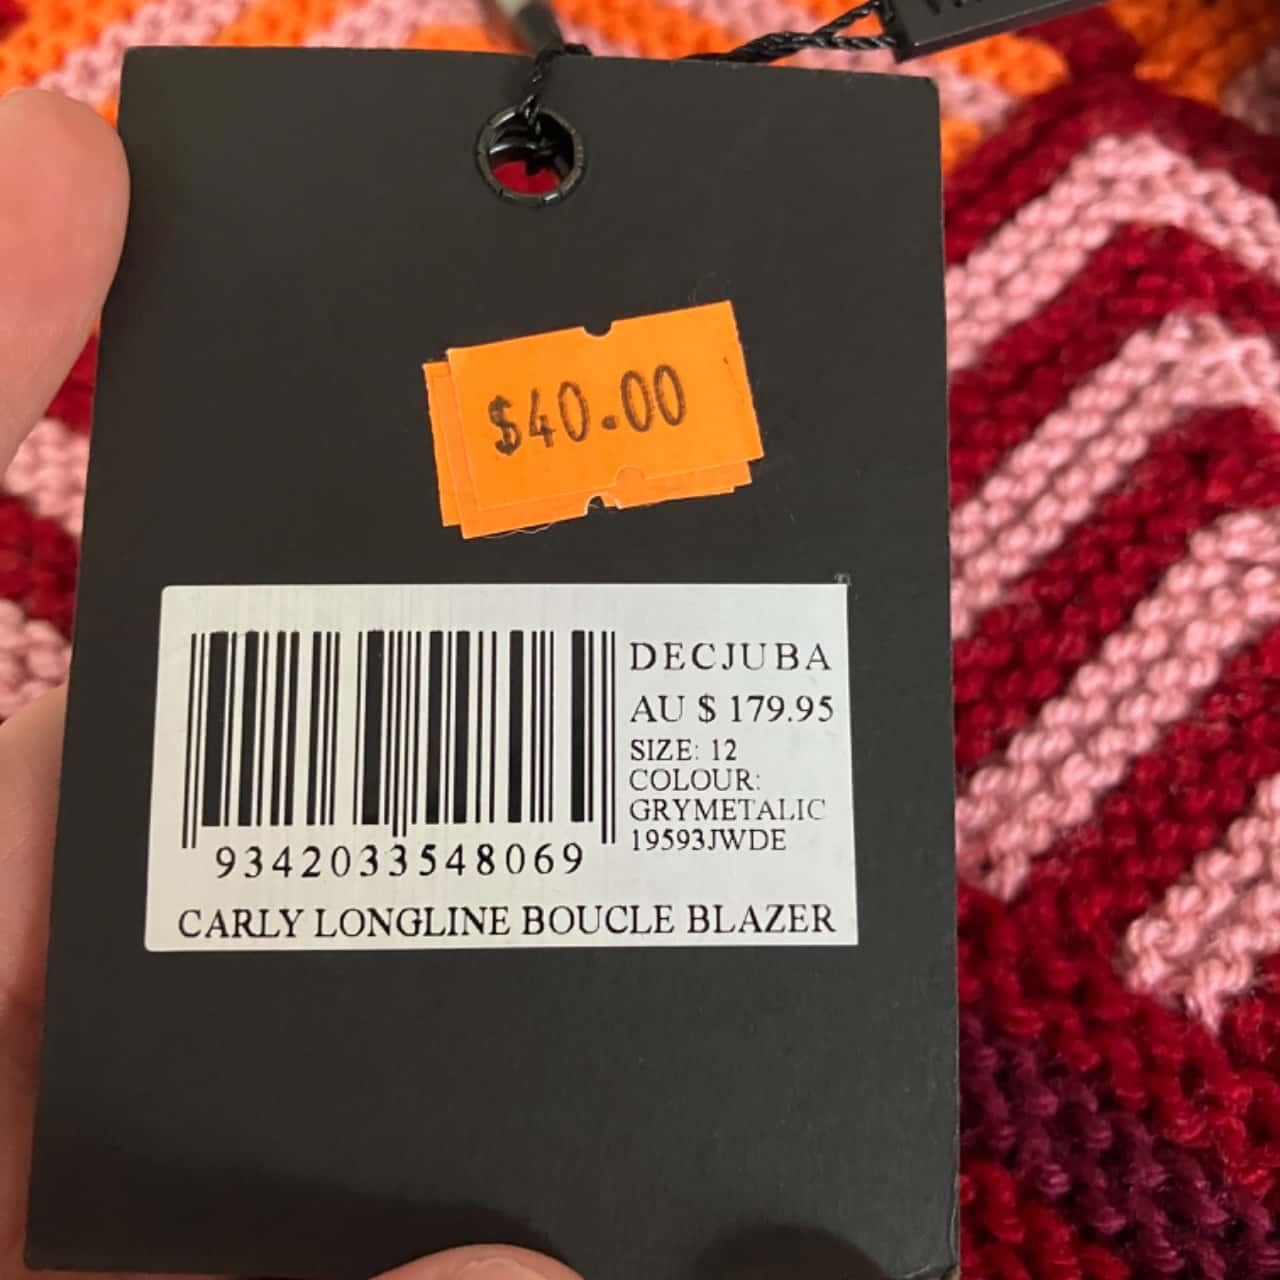 $40.00
DECJUBA
AU $ 179.95
SIZE: 12
COLOUR:
GRYMETALIC
19593JWDE
9342033548069
CARLY LONGLINE BOUCLE BLAZER